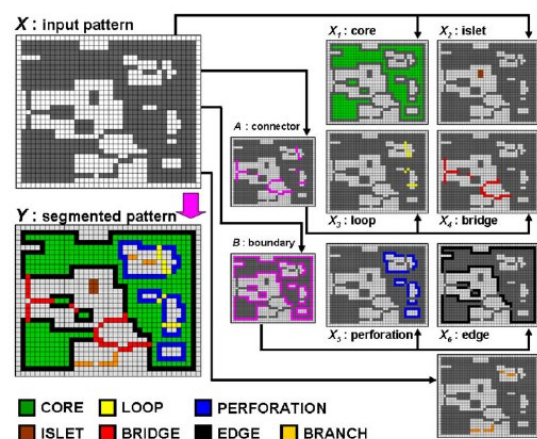 X : input pattern
X₁ : core
X₂ : islet
A : connector
X₃ : loop
X₄ : bridge
Y : segmented pattern
B : boundary
X₅ : perforation
X₆ : edge
CORE LOOP PERFORATION
ISLET BRIDGE EDGE BRANCH